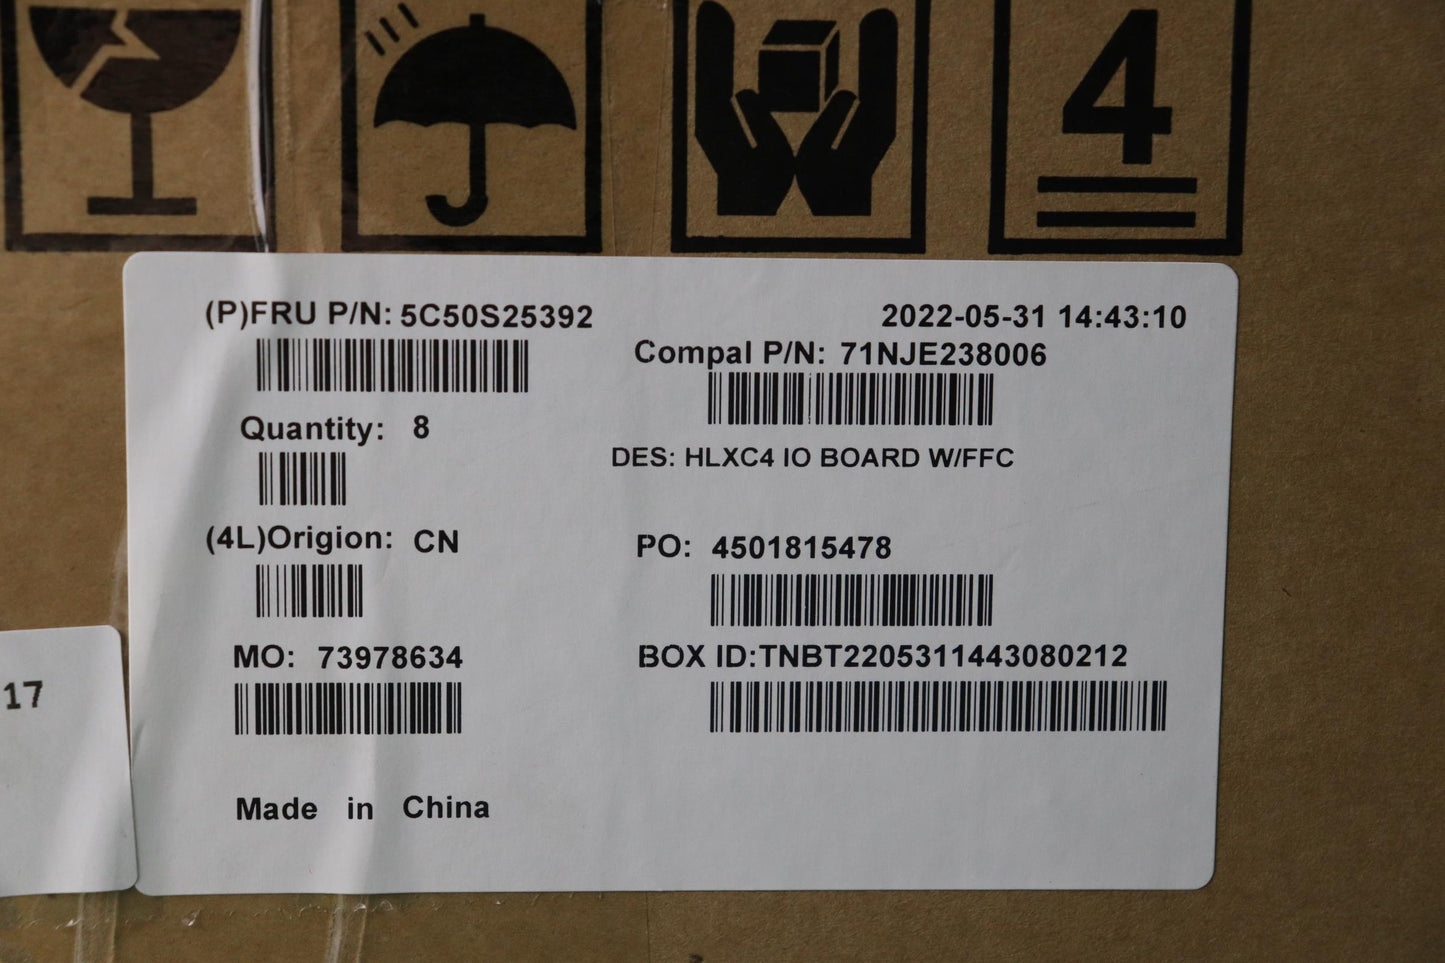 4
(P)FRU P/N: 5C50S25392
2022-05-31 14:43:10
Compal P/N: 71NJE238006
Quantity: 8
DES: HLXC4 IO BOARD W/FFC
(4L)Origion: CN
PO: 4501815478
MO: 73978634
BOX ID:TNBT2205311443080212
17
Made in China